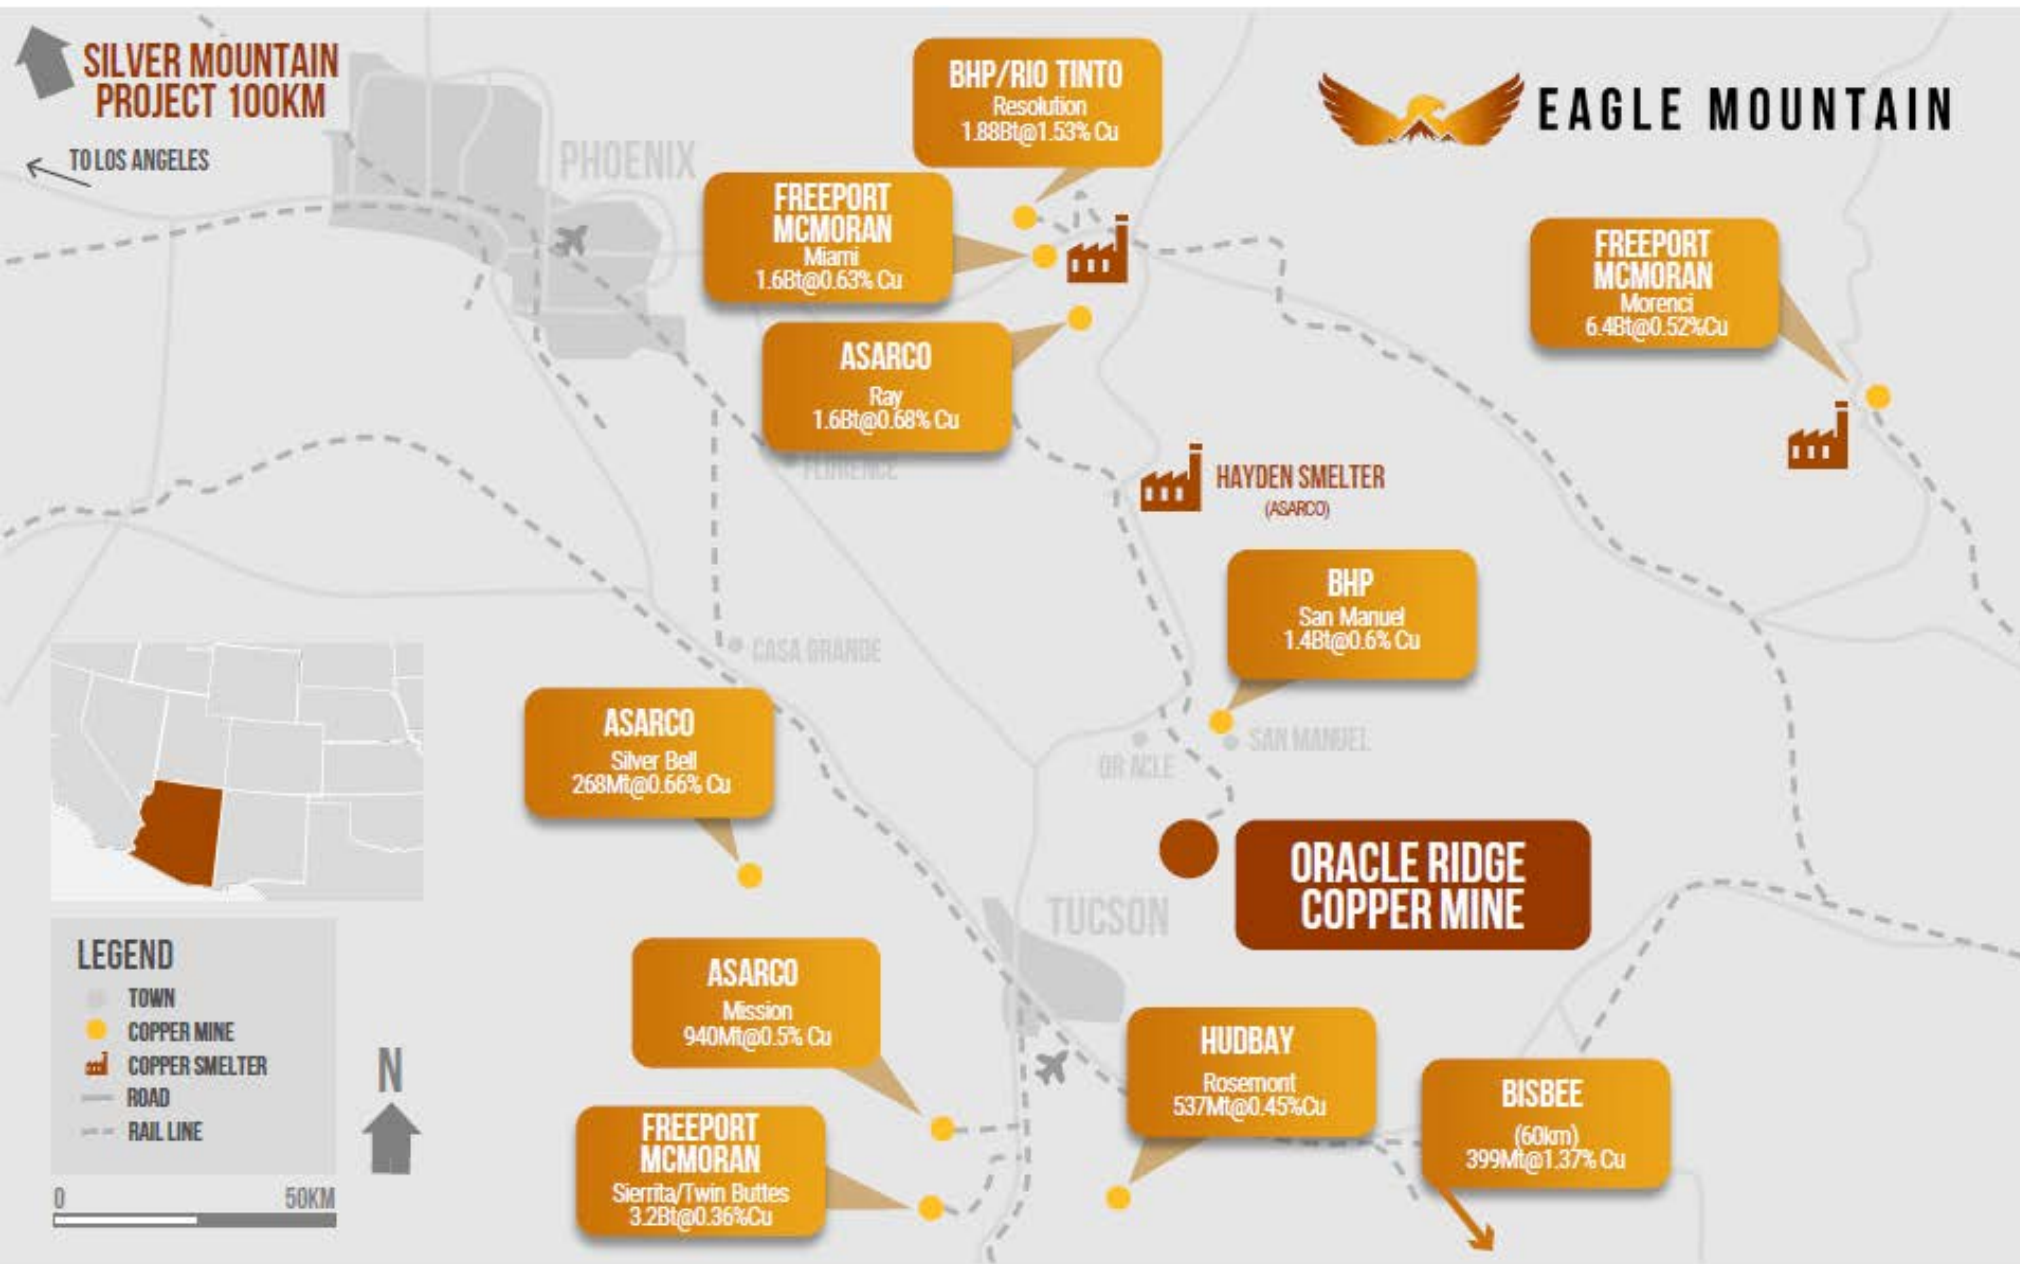 SILVER MOUNTAIN
PROJECT 100KM
TO LOS ANGELES
PHOENIX
BHP/RIO TINTO
Resolution
1.88Bt@1.53% Cu
EAGLE MOUNTAIN
FREEPORT
MCMORAN
Miami
1.6Bt@0.63% Cu
FREEPORT
MCMORAN
Morenci
6.4Bt@0.52%Cu
ASARCO
Ray
1.6Bt@0.68% Cu
FLORENCE
HAYDEN SMELTER
(ASARCO)
BHP
San Manuel
1.4Bt@0.6% Cu
CASA GRANDE
SAN MANUEL
OR ACLE
ASARCO
Silver Bell
268Mt@0.66% Cu
ORACLE RIDGE
COPPER MINE
TUCSON
ASARCO
Mission
940Mt@0.5% Cu
HUDBAY
Rosemont
537Mt@0.45%Cu
BISBEE
(60km)
399Mt@1.37% Cu
FREEPORT
MCMORAN
Sierrita/Twin Buttes
3.2Bt@0.36%Cu
LEGEND
TOWN
COPPER MINE
COPPER SMELTER
ROAD
RAIL LINE
N
0 50KM